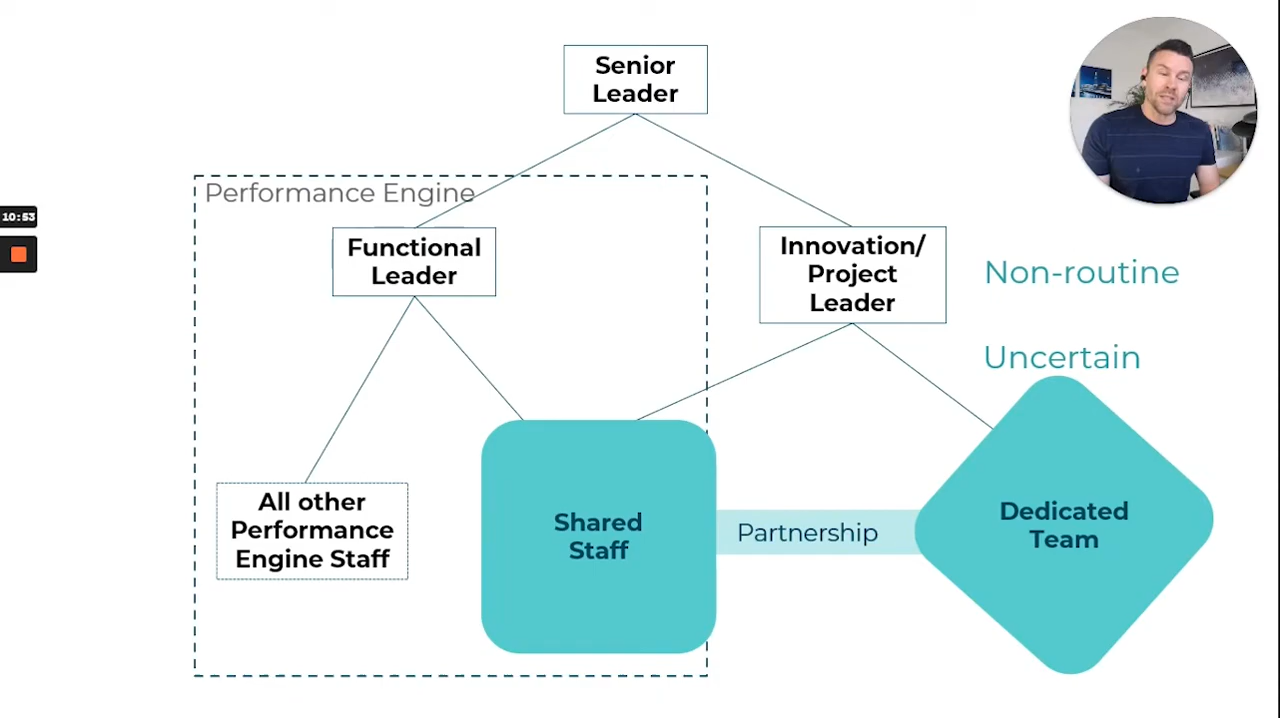 Senior
Leader
Performance Engine
10:53
Functional
Leader
Innovation/
Project
Leader
Non-routine
Uncertain
All other
Performance
Engine Staff
Shared
Staff
Partnership
Dedicated
Team